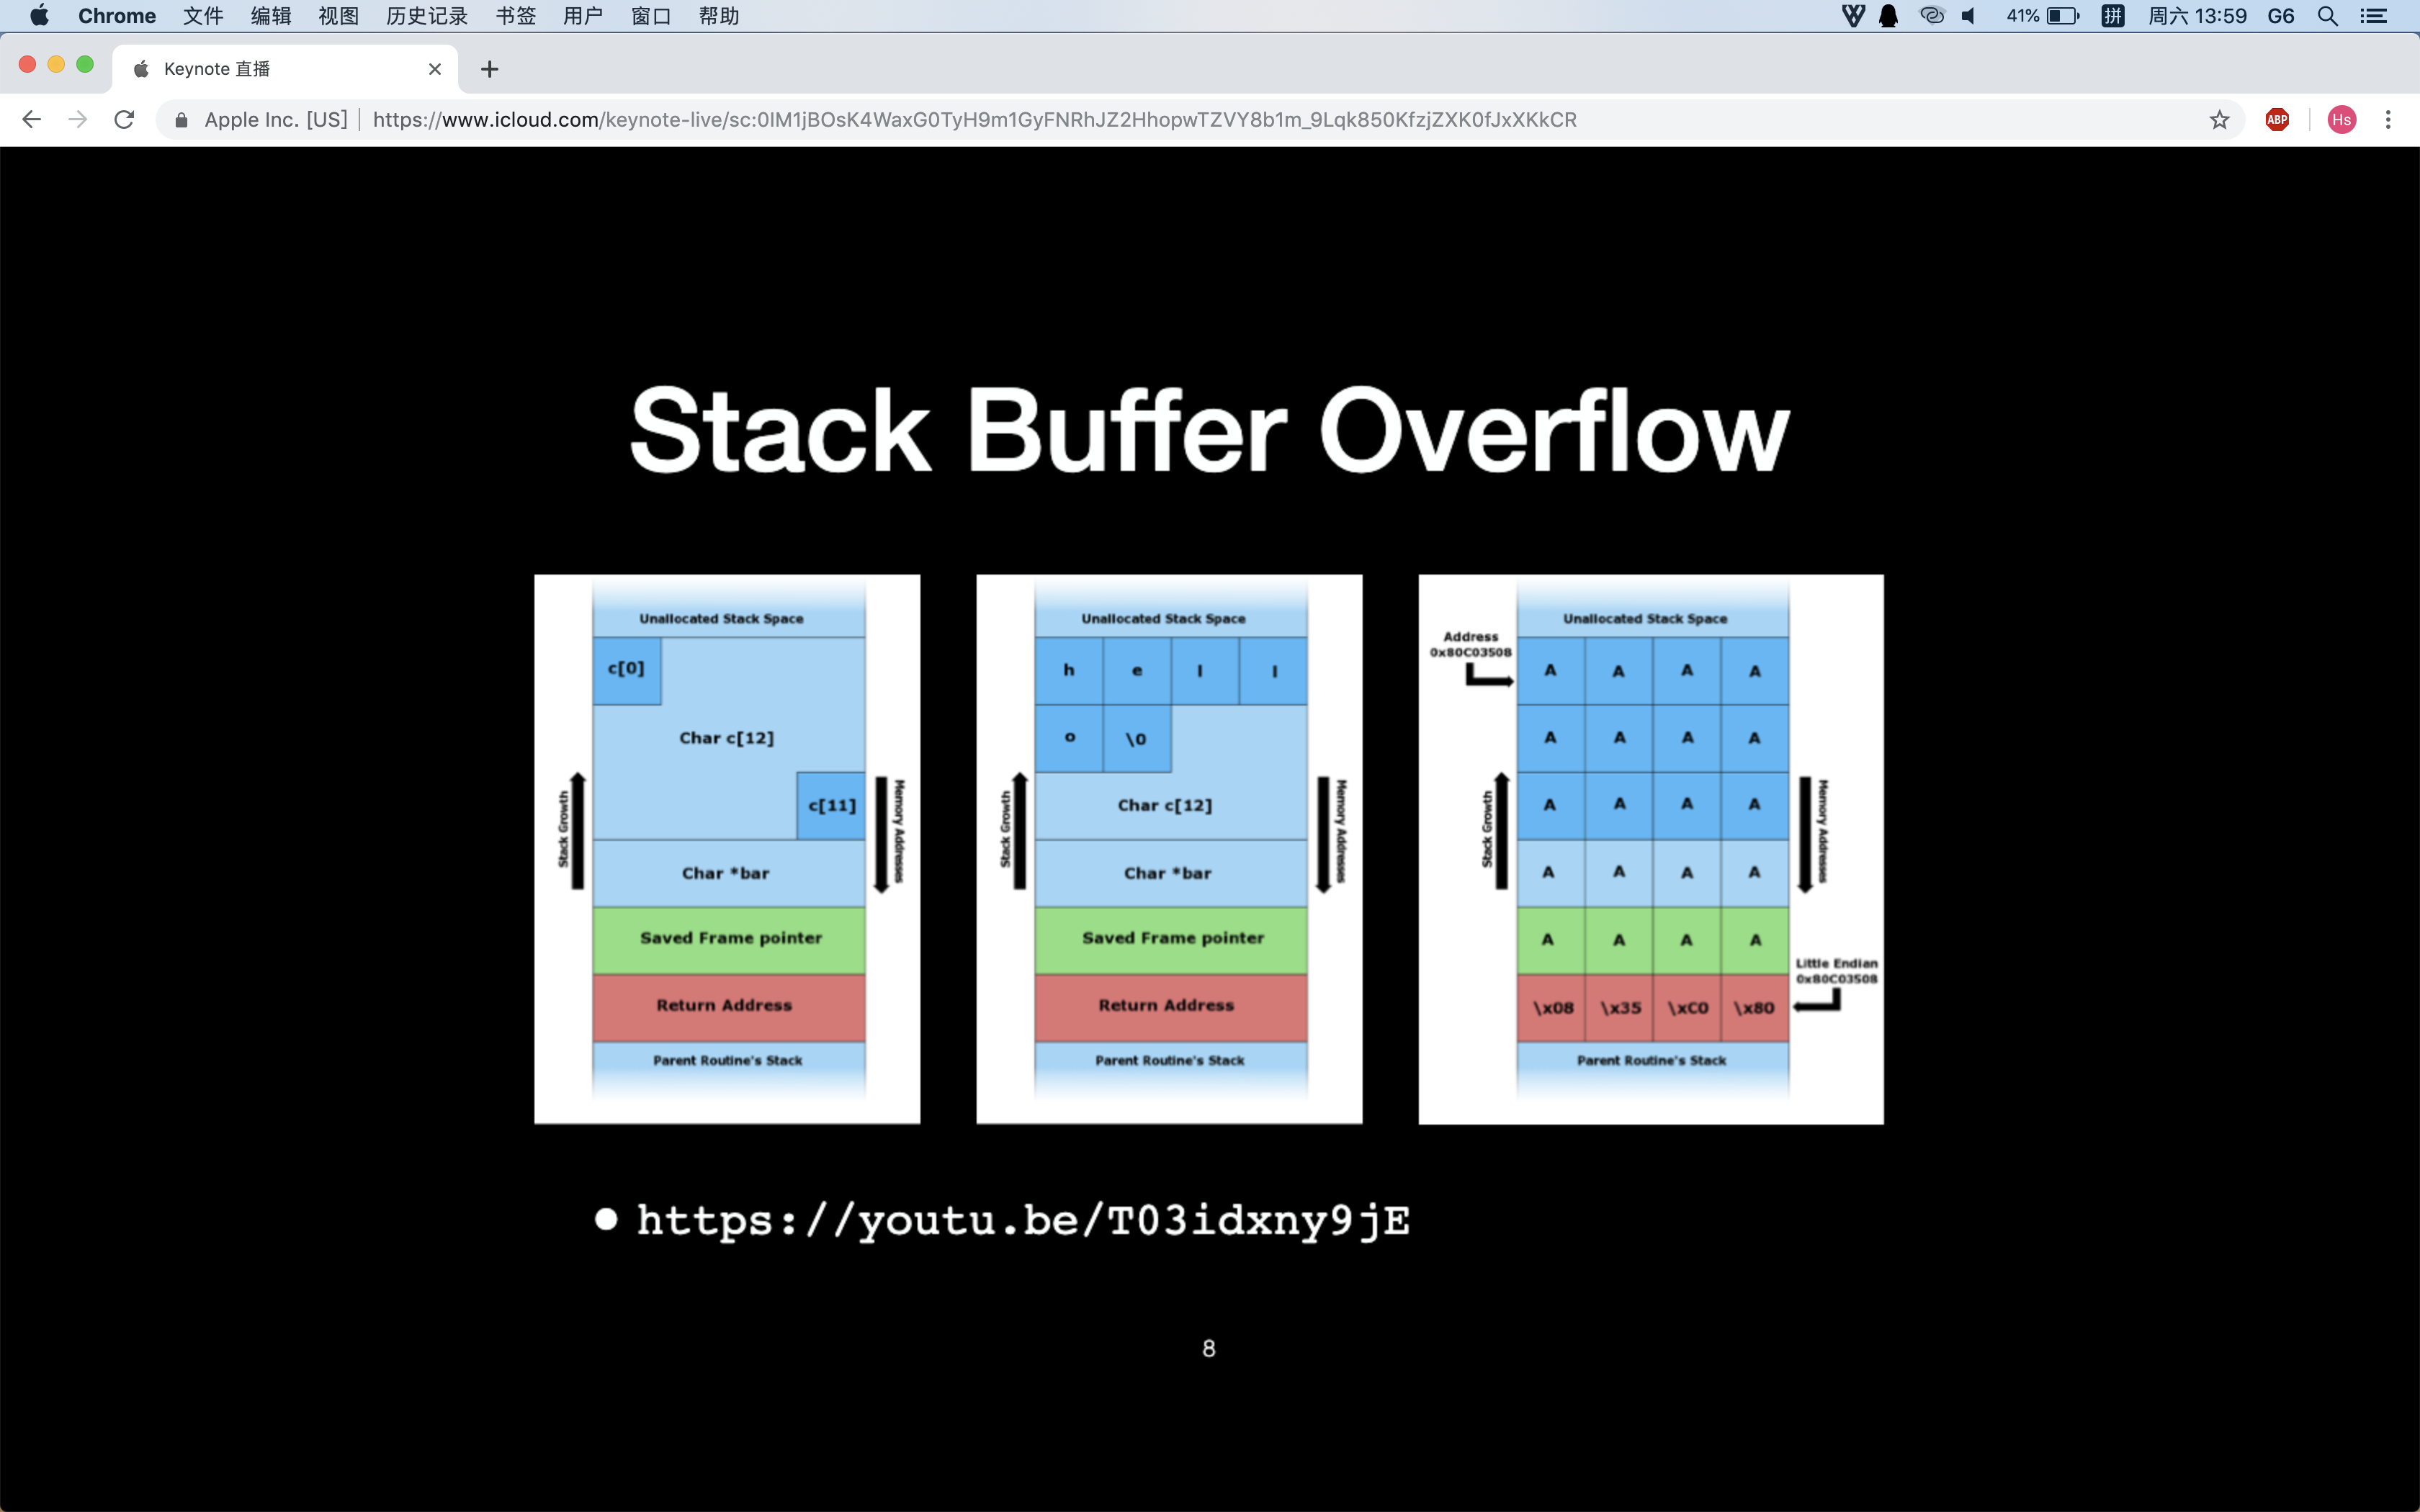 Chrome 文件 编辑 视图 历史记录 书签 用户 窗口 帮助 41% 拼 周六 13:59 G6
Keynote 直播
Apple Inc. [US] | https://www.icloud.com/keynote-live/sc:0IM1jBOsK4WaxG0TyH9m1GyFNRhJZ2HhopwTZVY8b1m_9Lqk850KfzjZXK0fJxXKkCR ABP Hs
Stack Buffer Overflow
Unallocated Stack Space
c[0]
Char c[12]
c[11]
Char *bar
Saved Frame pointer
Return Address
Parent Routine's Stack
Stack Growth
Memory Addresses
Unallocated Stack Space
h e l l
o \0
Char c[12]
Char *bar
Saved Frame pointer
Return Address
Parent Routine's Stack
Stack Growth
Memory Addresses
Unallocated Stack Space
Address
0x80C03508
A A A A
A A A A
A A A A
A A A A
A A A A
Little Endian
0x80C03508
\x08 \x35 \xC0 \x80
Parent Routine's Stack
Stack Growth
Memory Addresses
• https://youtu.be/T03idxny9jE
8